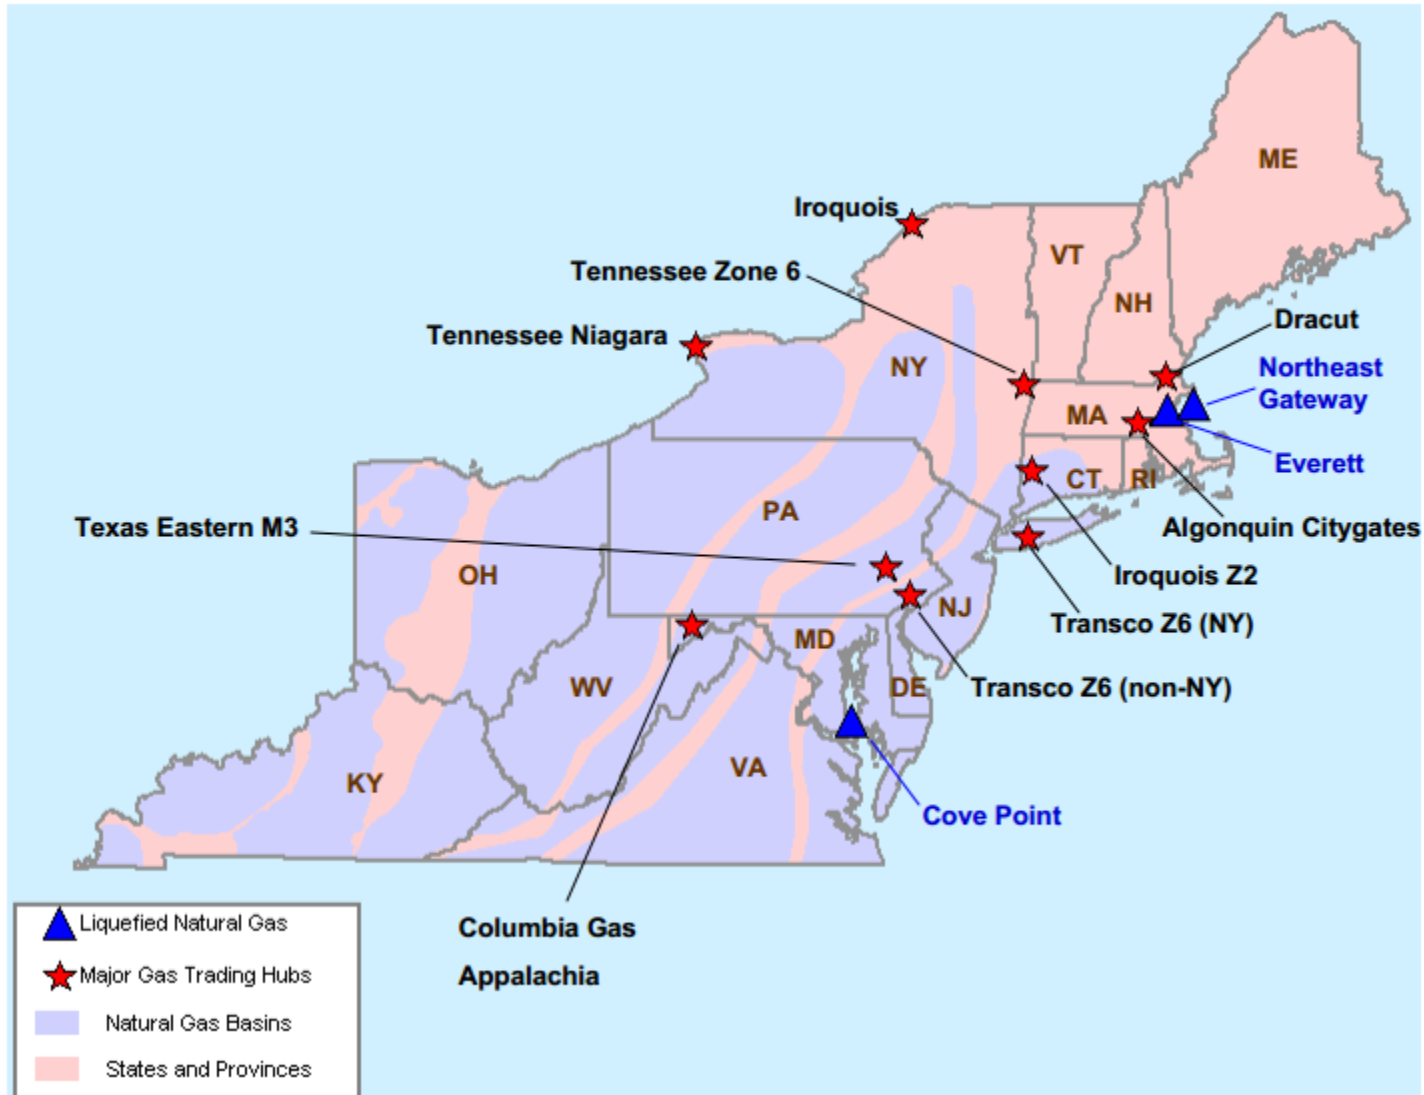 ME
Iroquois
VT
Tennessee Zone 6
NH
Dracut
Tennessee Niagara
NY
Northeast
Gateway
MA
Everett
CT
RI
PA
Texas Eastern M3
Algonquin Citygates
OH
Iroquois Z2
NJ
Transco Z6 (NY)
MD
WV
DE
Transco Z6 (non-NY)
VA
KY
Cove Point
Liquefied Natural Gas
Columbia Gas
Appalachia
Major Gas Trading Hubs
Natural Gas Basins
States and Provinces